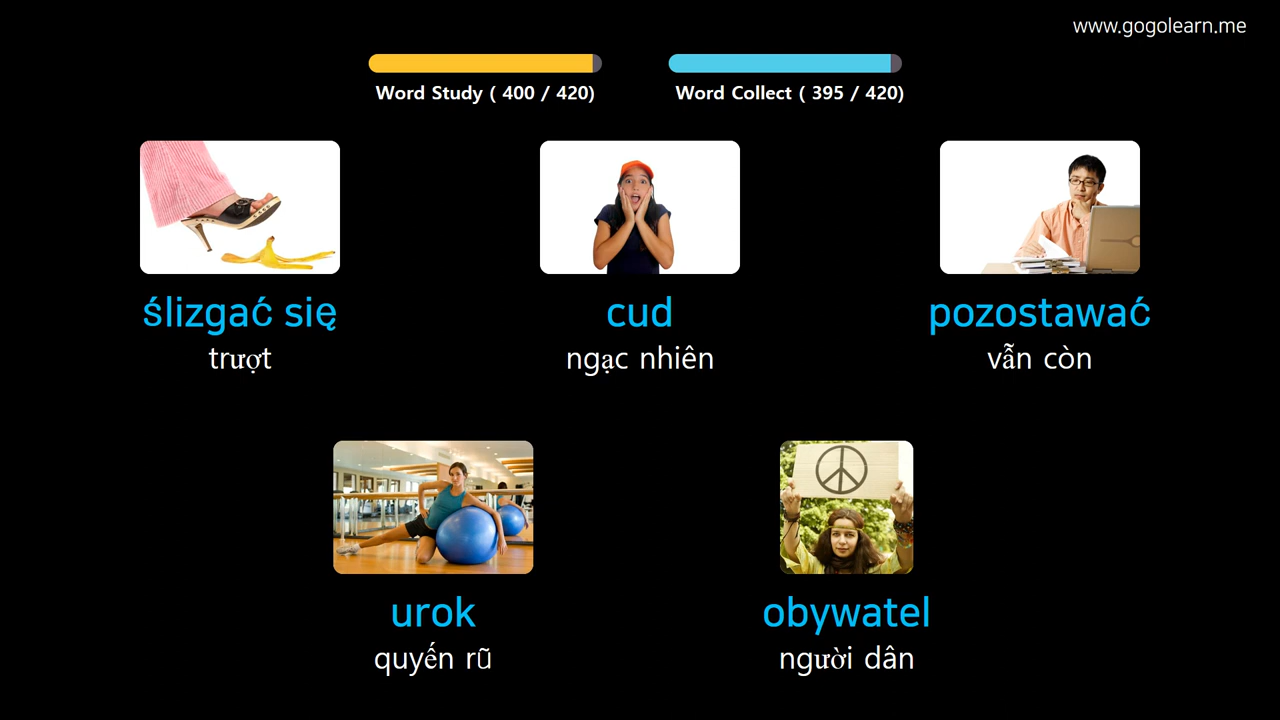 www.gogolearn.me
Word Study ( 400 / 420)
Word Collect ( 395 / 420)
ślizgać się
trượt
cud
ngạc nhiên
pozostawać
vẫn còn
urok
quyến rũ
obywatel
người dân